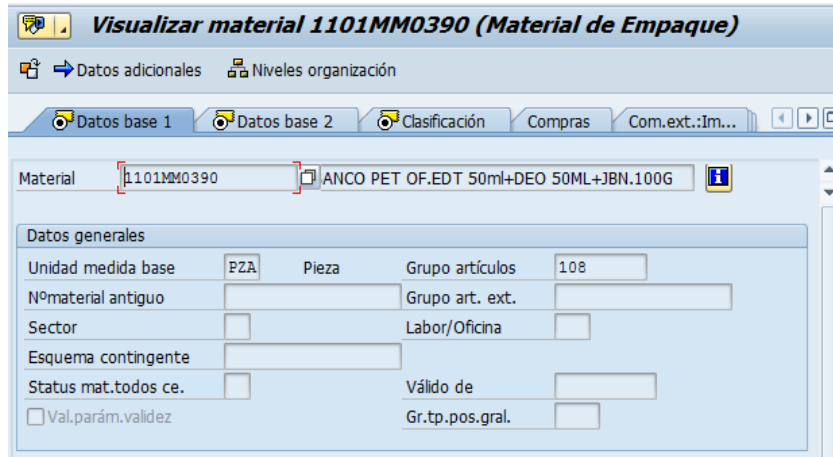 Visualizar material 1101MM0390 (Material de Empaque)
Datos adicionales Niveles organización
Datos base 1 Datos base 2 Clasificación Compras Com.ext.:Im...
Material 1101MM0390 ANCO PET OF.EDT 50ml+DEO 50ML+JBN.100G
Datos generales
Unidad medida base PZA Pieza Grupo artículos 108
Nºmaterial antiguo Grupo art. ext.
Sector Labor/Oficina
Esquema contingente
Status mat.todos ce. Válido de
Val.parám.validez Gr.tp.pos.gral.